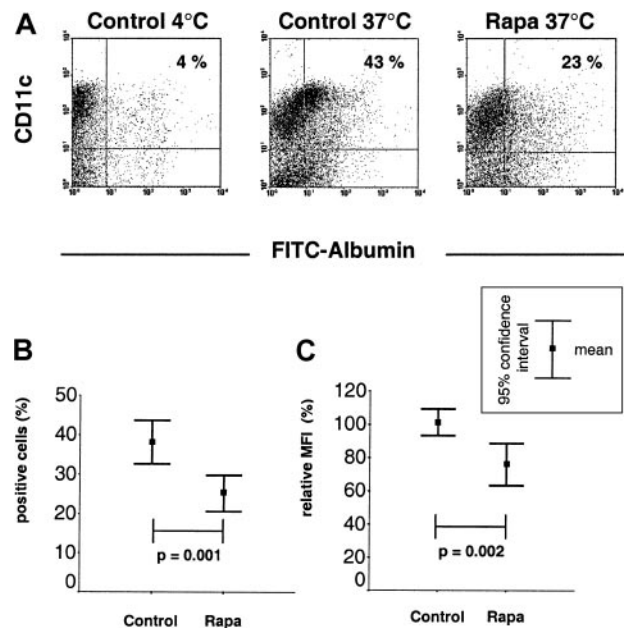 A
Control 4°C
Control 37°C
Rapa 37°C
4 %
43 %
23 %
CD11c
FITC-Albumin
95% confidence
interval
mean
B
C
positive cells (%)
50
40
30
20
10
0
p = 0.001
Control
Rapa
relative MFI (%)
120
100
80
60
40
20
0
p = 0.002
Control
Rapa